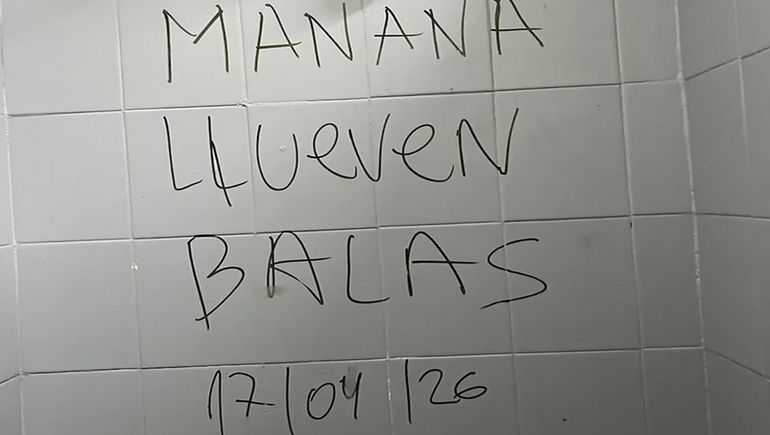 MANANA
LLUeVeN
BALAS
17/04/26